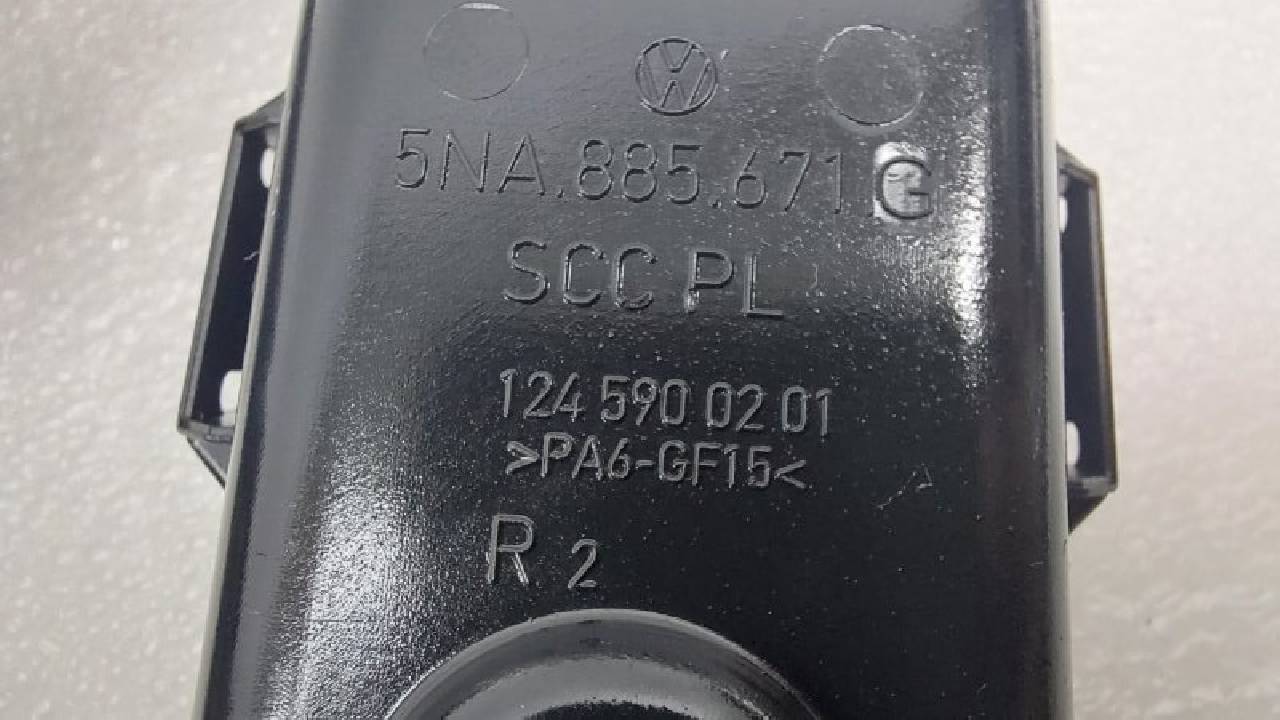 5NA.885.671.G
SCC PL
124 590 02 01
>PA6-GF15<
R 2